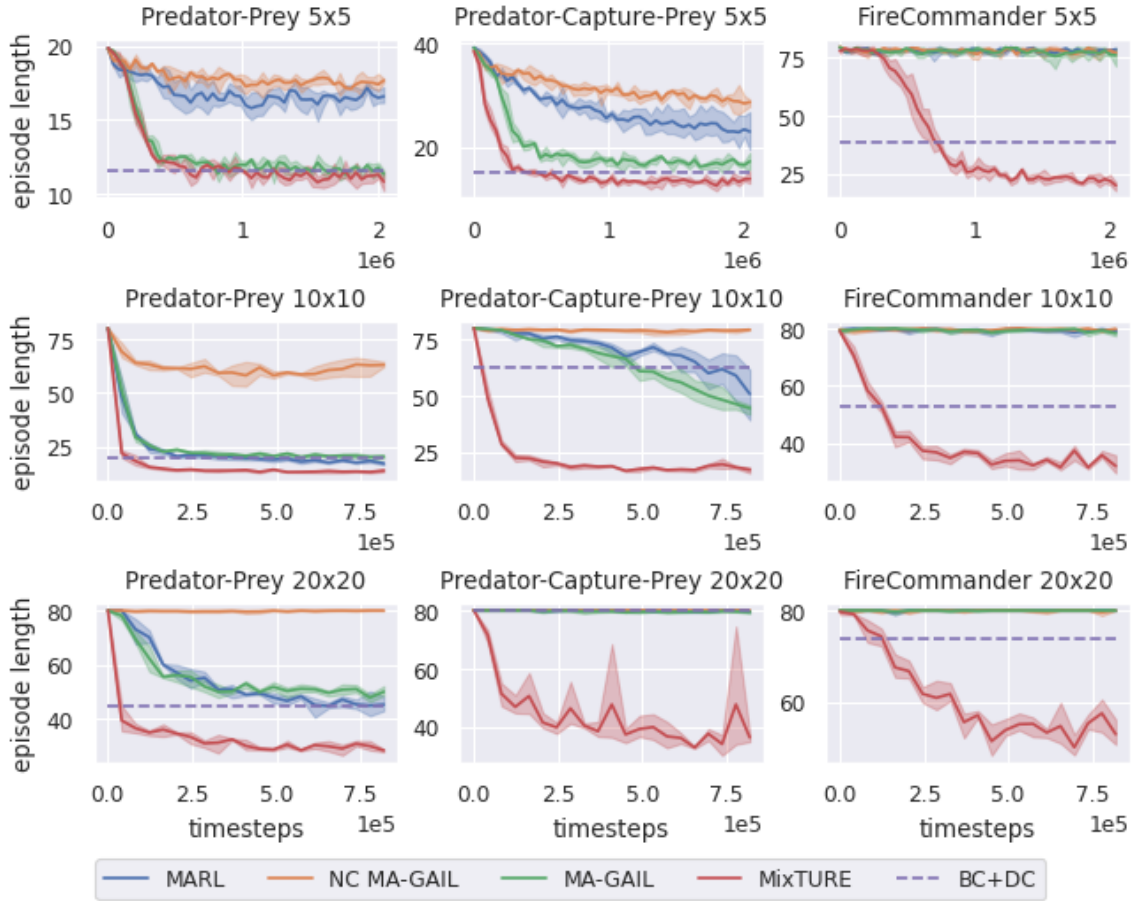 Predator-Prey 5x5 Predator-Capture-Prey 5x5 FireCommander 5x5
episode length
20
15
10
0 1 2
1e6
40
20
0 1 2
1e6
75
50
25
0 1 2
1e6
Predator-Prey 10x10 Predator-Capture-Prey 10x10 FireCommander 10x10
episode length
75
50
25
0.0 2.5 5.0 7.5
1e5
75
50
25
0.0 2.5 5.0 7.5
1e5
80
60
40
0.0 2.5 5.0 7.5
1e5
Predator-Prey 20x20 Predator-Capture-Prey 20x20 FireCommander 20x20
episode length
80
60
40
0.0 2.5 5.0 7.5
timesteps
1e5
80
60
40
0.0 2.5 5.0 7.5
timesteps
1e5
80
60
0.0 2.5 5.0 7.5
timesteps
1e5
MARL NC MA-GAIL MA-GAIL MixTURE BC+DC